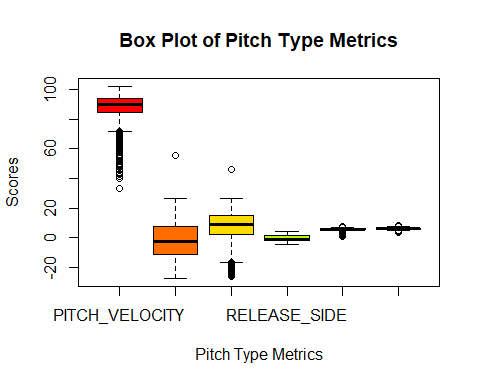 Box Plot of Pitch Type Metrics
Scores
100
60
20
0
-20
PITCH_VELOCITY
RELEASE_SIDE
Pitch Type Metrics